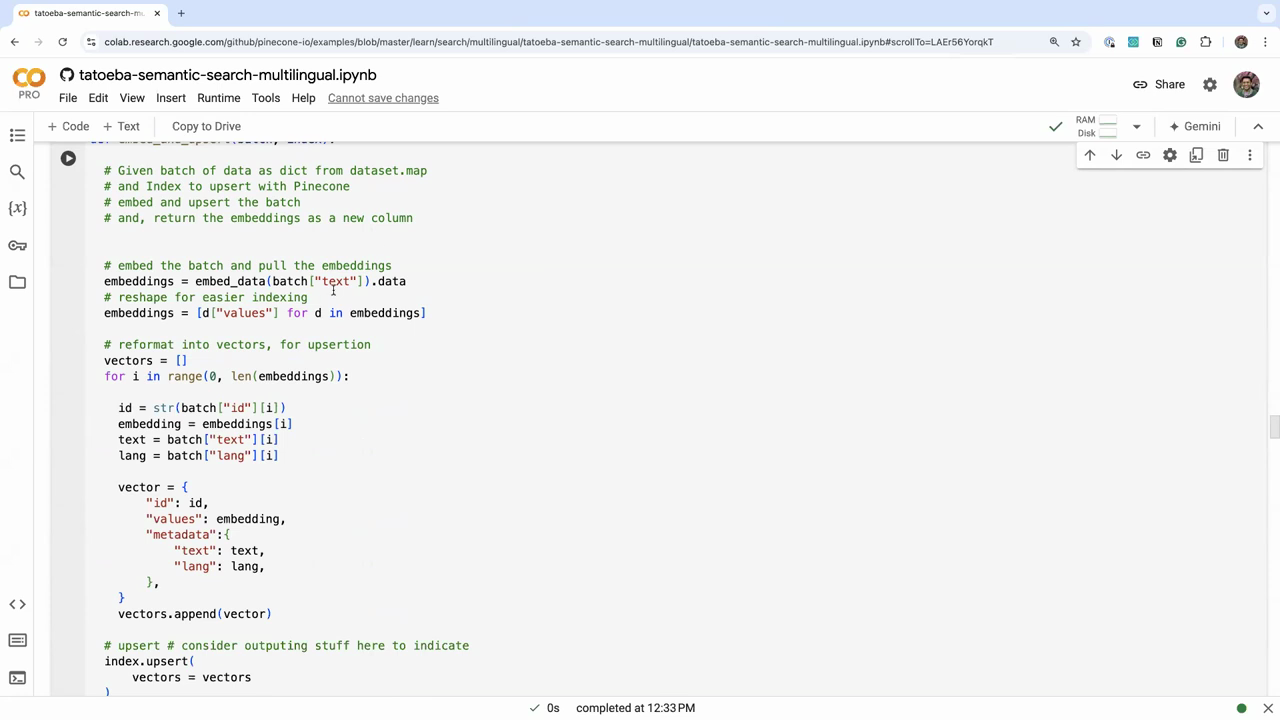 tatoeba-semantic-search-mu
colab.research.google.com/github/pinecone-io/examples/blob/master/learn/search/multilingual/tatoeba-semantic-search-multilingual/tatoeba-semantic-search-multilingual.ipynb#scrollTo=LAEr56YorqkT
PRO
tatoeba-semantic-search-multilingual.ipynb
Share
File Edit View Insert Runtime Tools Help Cannot save changes
+ Code + Text Copy to Drive
RAM
Disk
Gemini
# Given batch of data as dict from dataset.map
# and Index to upsert with Pinecone
# embed and upsert the batch
# and, return the embeddings as a new column
# embed the batch and pull the embeddings
embeddings = embed_data(batch["text"]).data
# reshape for easier indexing
embeddings = [d["values"] for d in embeddings]
# reformat into vectors, for upsertion
vectors = []
for i in range(0, len(embeddings)):
id = str(batch["id"][i])
embedding = embeddings[i]
text = batch["text"][i]
lang = batch["lang"][i]
vector = {
"id": id,
"values": embedding,
"metadata":{
"text": text,
"lang": lang,
},
}
vectors.append(vector)
# upsert # consider outputing stuff here to indicate
index.upsert(
vectors = vectors
)
0s completed at 12:33 PM